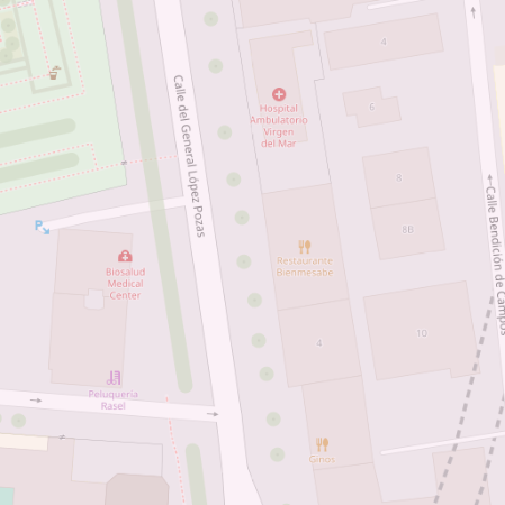 4
Hospital
Ambulatorio
Virgen
del Mar
6
Calle del General López Pozas
8
Calle Bendición de Campos
8B
P
Restaurante
Bienmesabe
Biosalud
Medical
Center
10
4
Peluquería
Rasel
Ginos